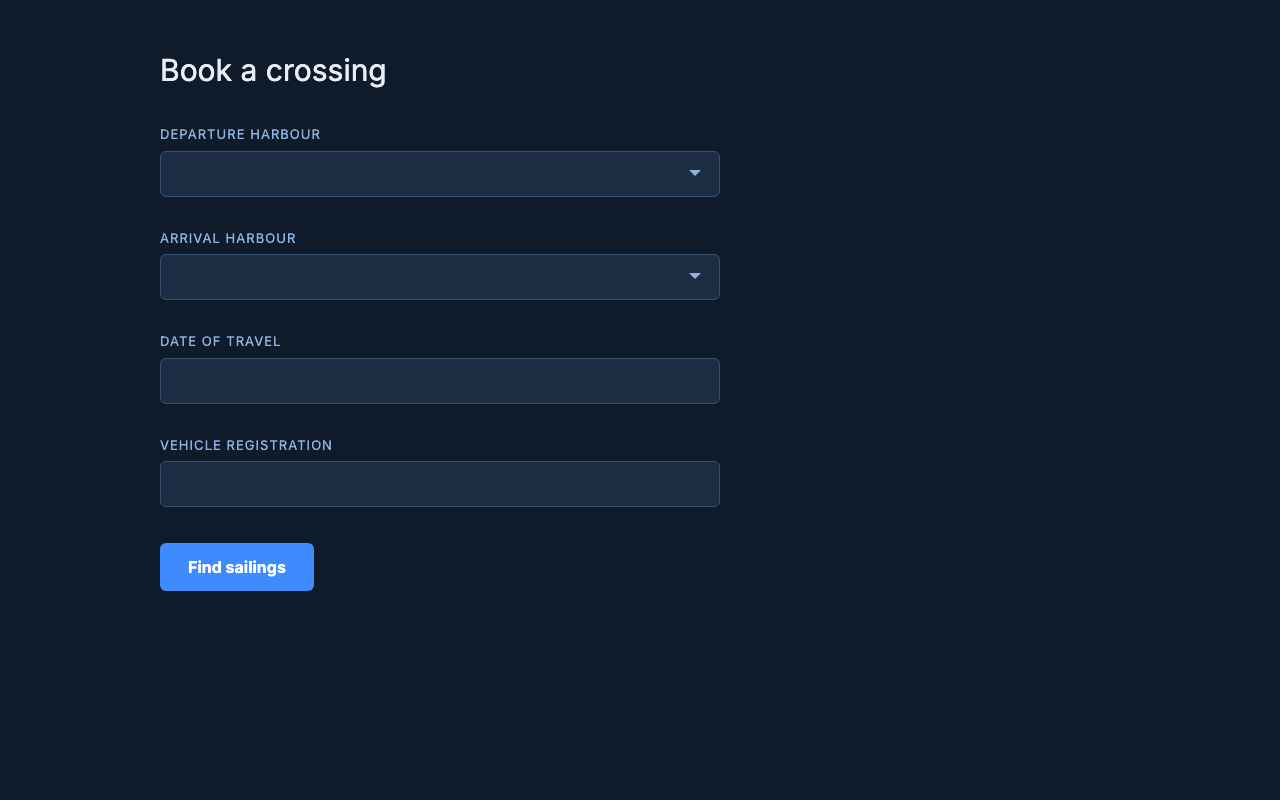 Book a crossing
DEPARTURE HARBOUR
ARRIVAL HARBOUR
DATE OF TRAVEL
VEHICLE REGISTRATION
Find sailings